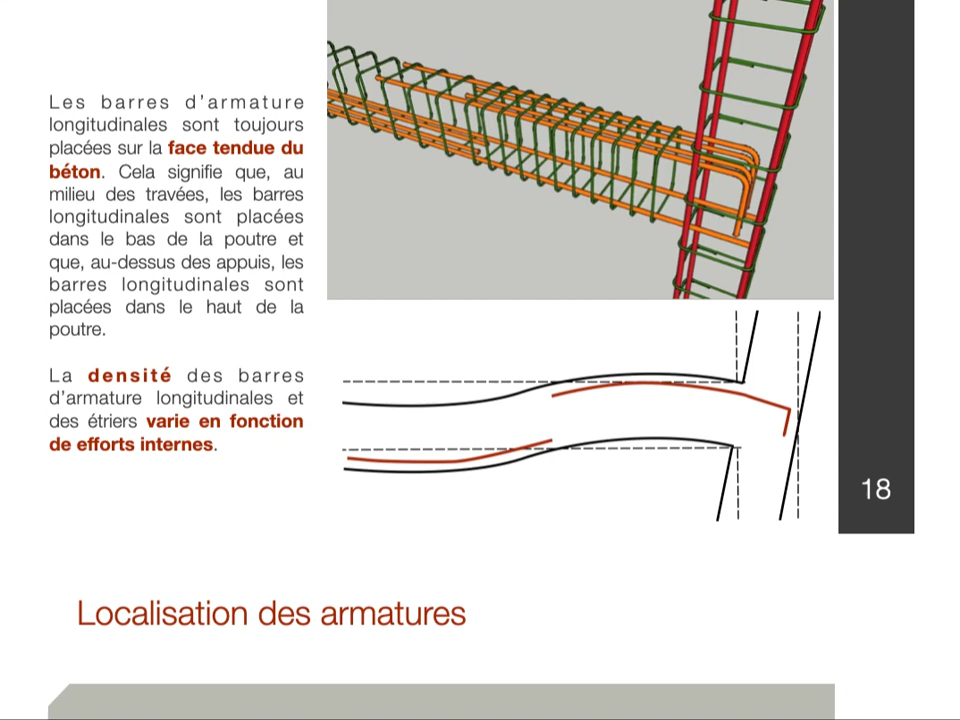 Les barres d’armature
longitudinales sont toujours
placées sur la face tendue du
béton. Cela signifie que, au
milieu des travées, les barres
longitudinales sont placées
dans le bas de la poutre et
que, au-dessus des appuis, les
barres longitudinales sont
placées dans le haut de la
poutre.
La densité des barres
d’armature longitudinales et
des étriers varie en fonction
de efforts internes.
18
Localisation des armatures